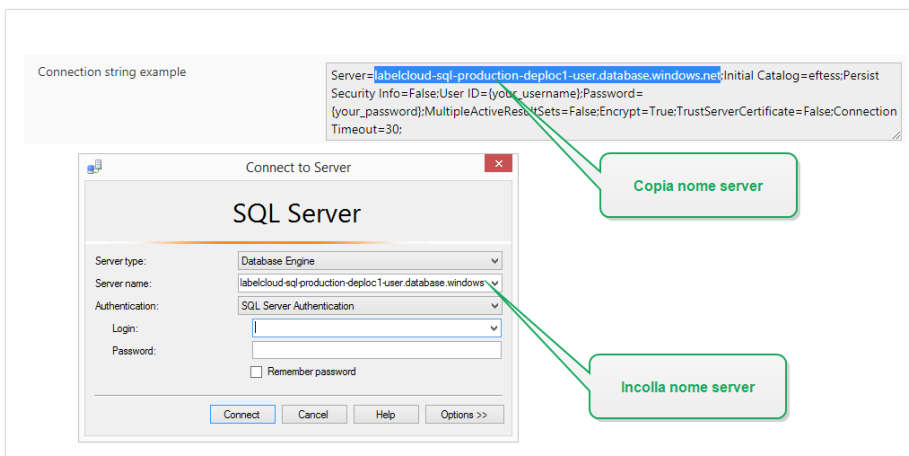 Connection string example
Server=labelcloud-sql-production-deploc1-user.database.windows.net;Initial Catalog=eftess;Persist
Security Info=False;User ID={your_username};Password=
{your_password};MultipleActiveResultSets=False;Encrypt=True;TrustServerCertificate=False;Connection
Timeout=30;
Copia nome server
Connect to Server
SQL Server
Server type: Database Engine
Server name: labelcloud-sql-production-deploc1-user.database.windows
Authentication: SQL Server Authentication
Login:
Password:
Remember password
Incolla nome server
Connect Cancel Help Options >>